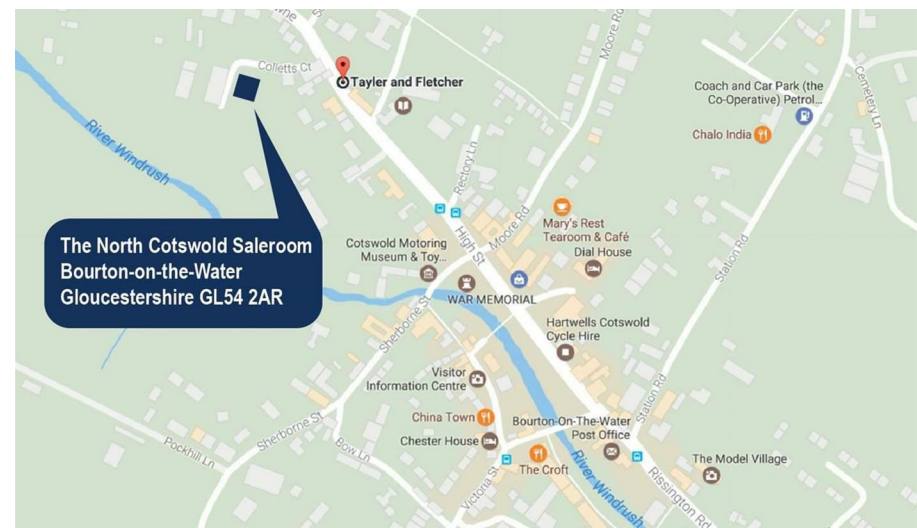 wne
Colletts Ct
Tayler and Fletcher
Moore Rd
Coach and Car Park (the
Co-Operative) Petrol...
Chalo India
Cemetery Ln
River Windrush
Rectory Ln
The North Cotswold Saleroom
Bourton-on-the-Water
Gloucestershire GL54 2AR
Cotswold Motoring
Museum & Toy...
High St
Moore Rd
Mary's Rest
Tearoom & Café
Dial House
Station Rd
WAR MEMORIAL
Sherborne St
Hartwells Cotswold
Cycle Hire
Visitor
Information Centre
China Town
Bourton-On-The-Water
Post Office
Station Rd
Chester House
Sherborne St
Bow Ln
Pockhill Ln
The Croft
The Model Village
Victoria St
River Windrush
Rissington Rd